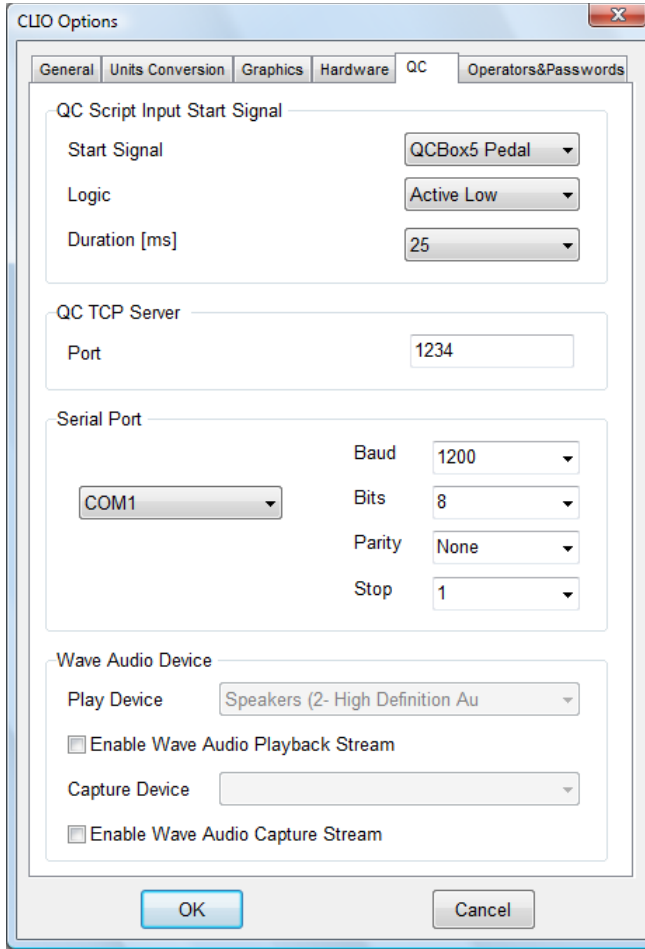 CLIO Options
General Units Conversion Graphics Hardware QC Operators&Passwords
QC Script Input Start Signal
Start Signal QCBox5 Pedal
Logic Active Low
Duration [ms] 25
QC TCP Server
Port 1234
Serial Port
Baud 1200
COM1 Bits 8
Parity None
Stop 1
Wave Audio Device
Play Device Speakers (2- High Definition Au
Enable Wave Audio Playback Stream
Capture Device
Enable Wave Audio Capture Stream
OK Cancel